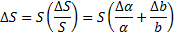 ΔS = S(ΔS/S) = S(Δα/α + Δb/b)